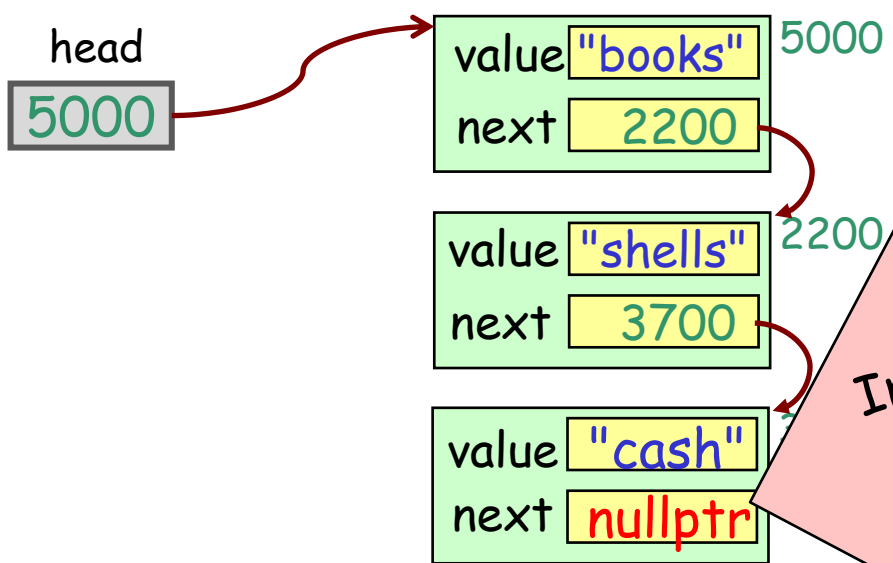 head
5000
value "books" 5000
next 2200
value "shells" 2200
next 3700
value "cash"
next nullptr